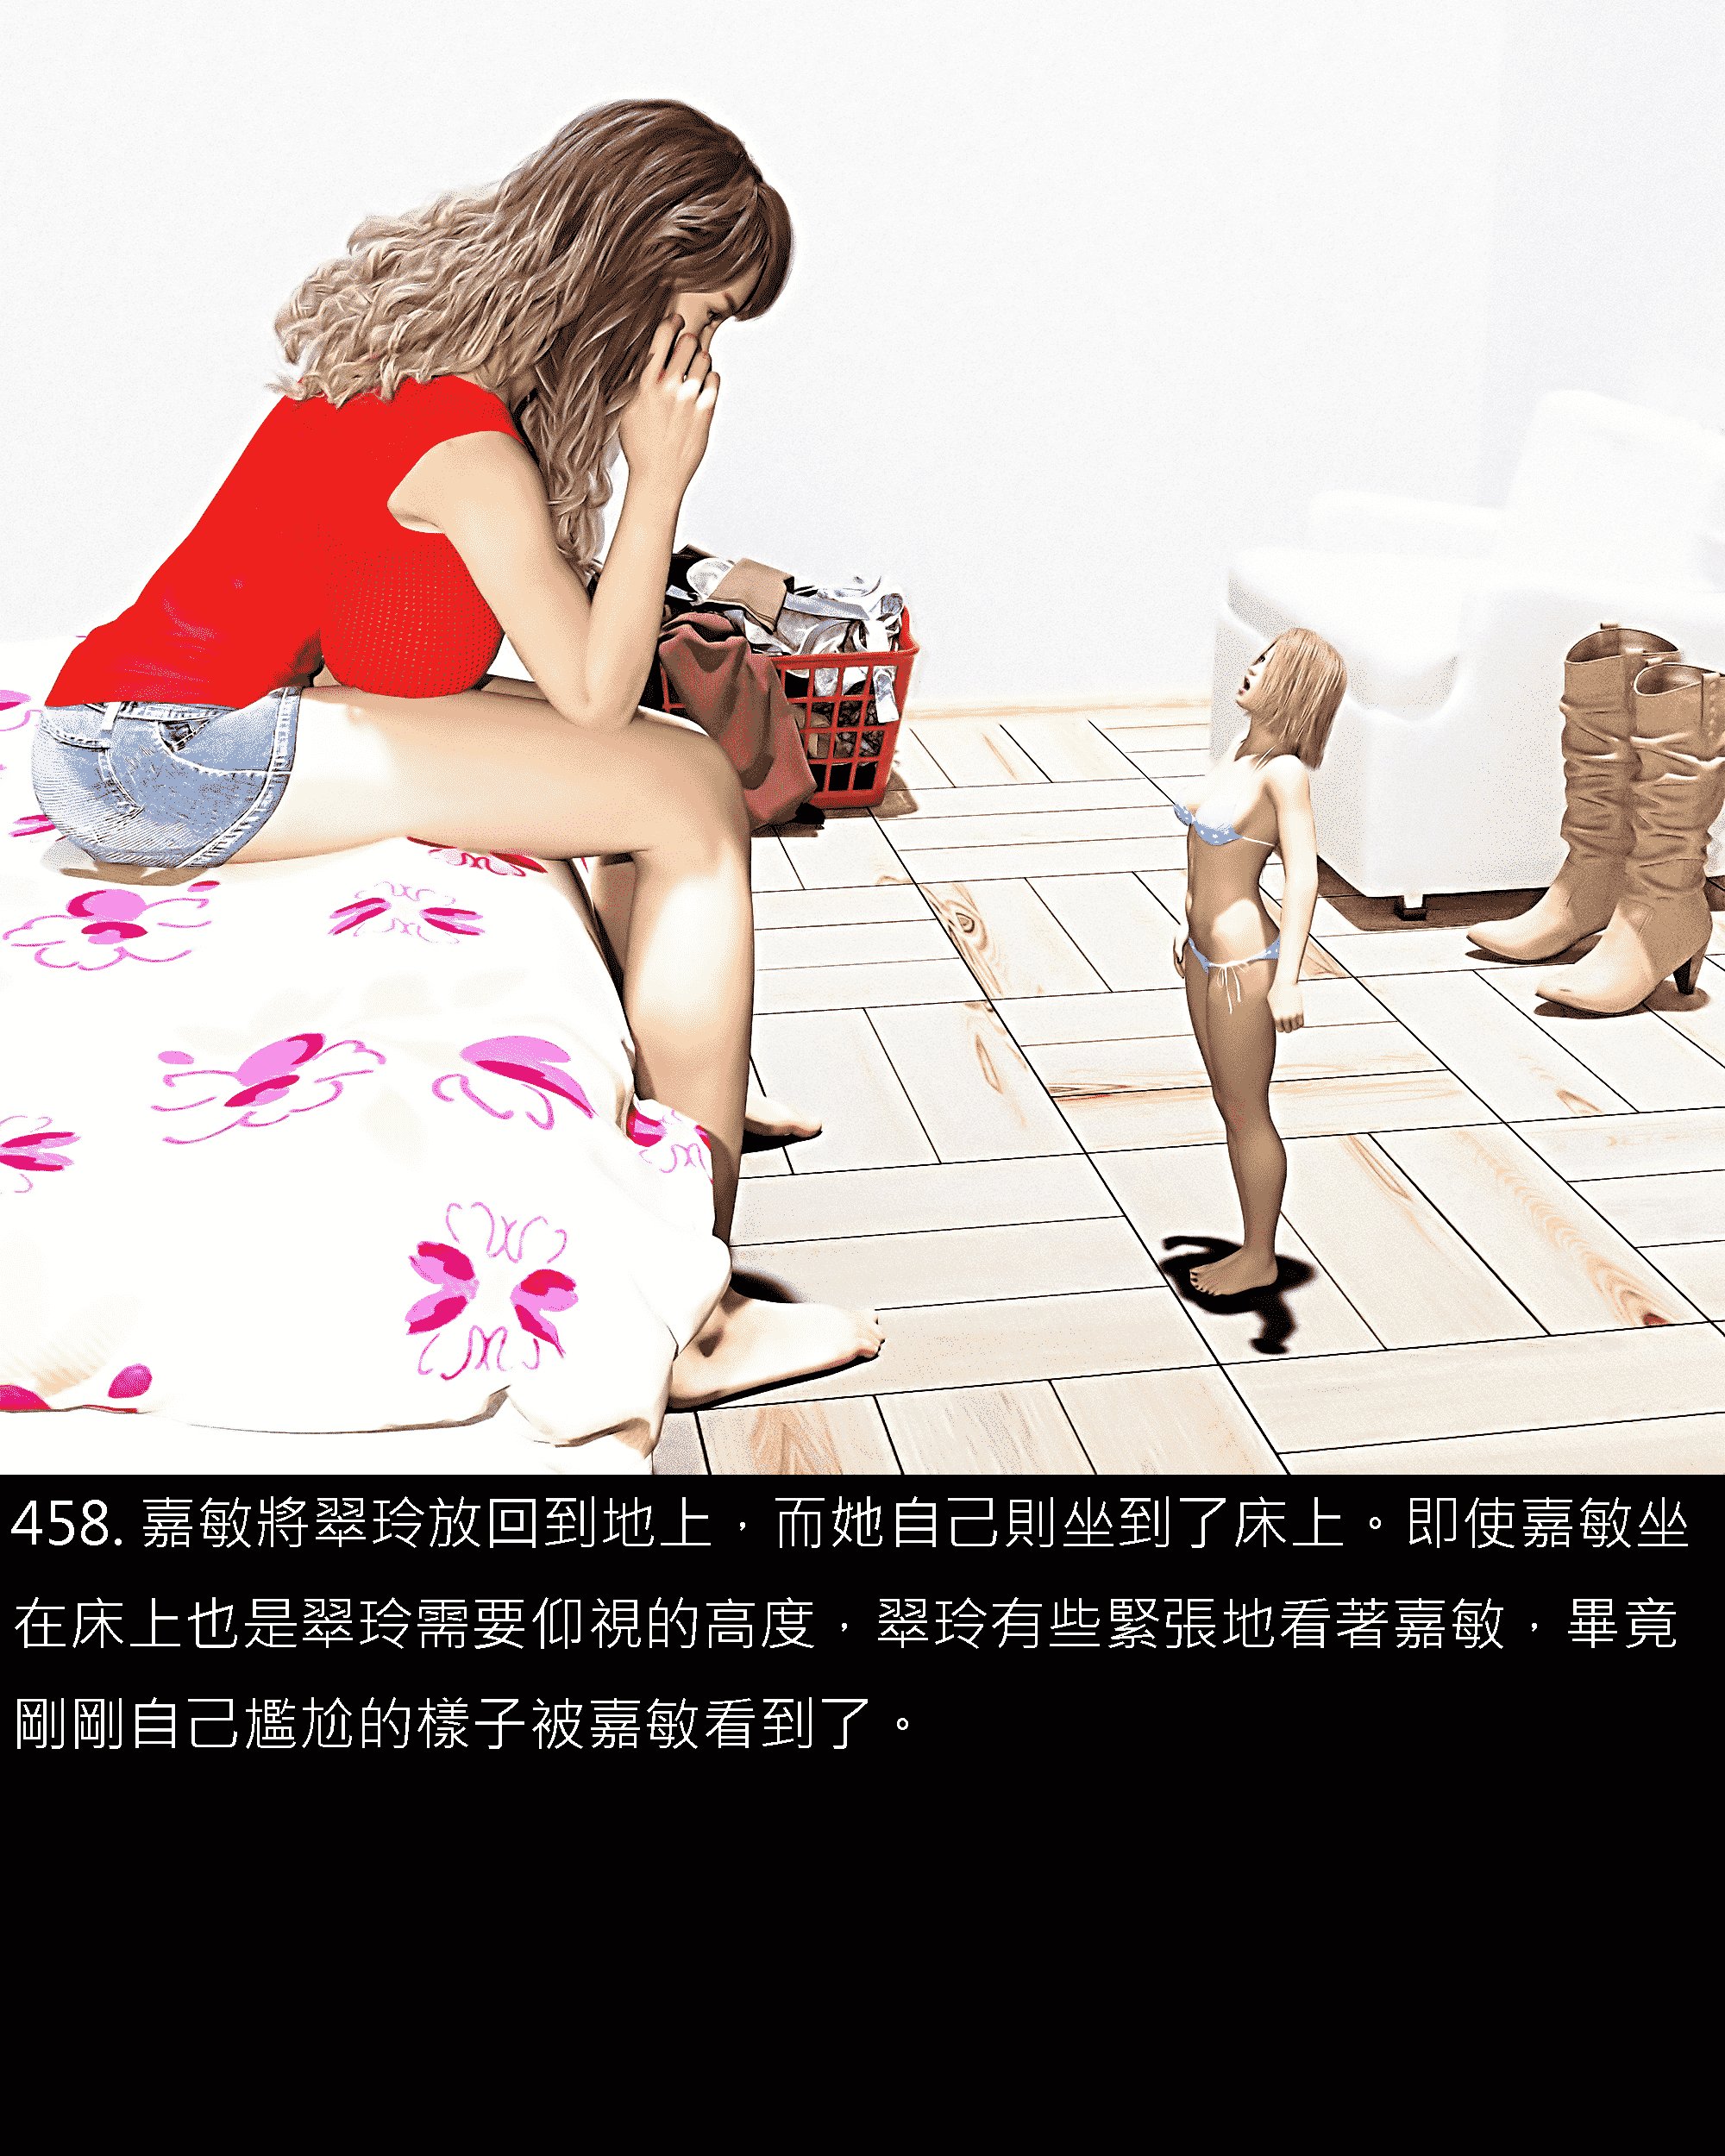 458. 嘉敏將翠玲放回到地上，而她自己則坐到了床上。即使嘉敏坐
在床上也是翠玲需要仰視的高度，翠玲有些緊張地看著嘉敏，畢竟
剛剛自己尷尬的樣子被嘉敏看到了。